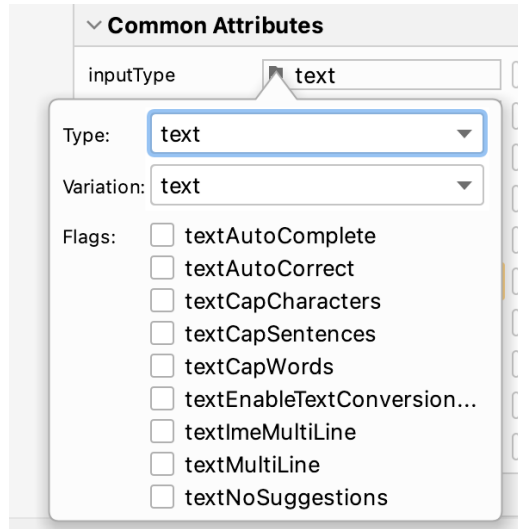 Common Attributes
inputType text
Type: text
Variation: text
Flags: textAutoComplete
textAutoCorrect
textCapCharacters
textCapSentences
textCapWords
textEnableTextConversion...
textImeMultiLine
textMultiLine
textNoSuggestions